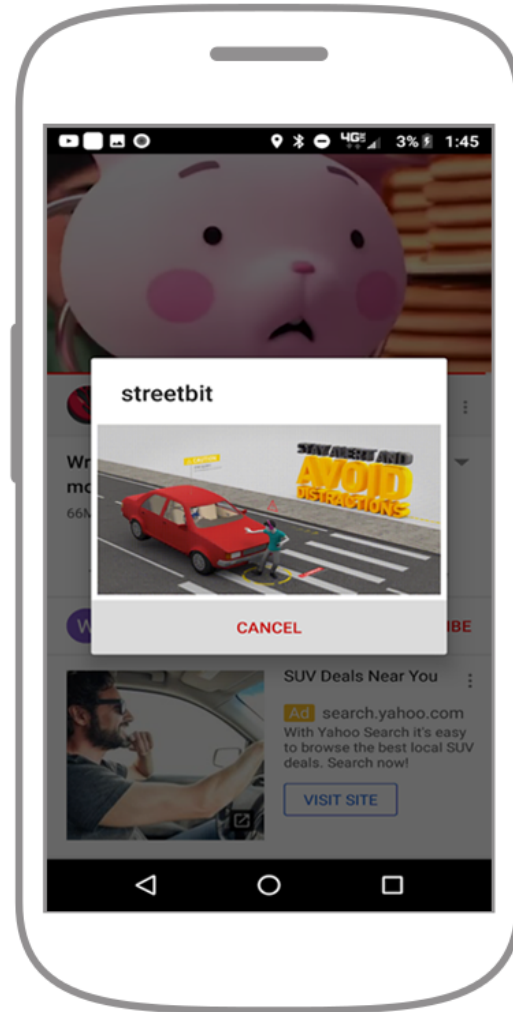 4G 3% 1:45
streetbit
CAUTION
STAY ALERT AND
AVOID
DISTRACTIONS
Wr
mo
66M
CANCEL
W
IBE
SUV Deals Near You
Ad search.yahoo.com
With Yahoo Search it's easy
to browse the best local SUV
deals. Search now!
VISIT SITE